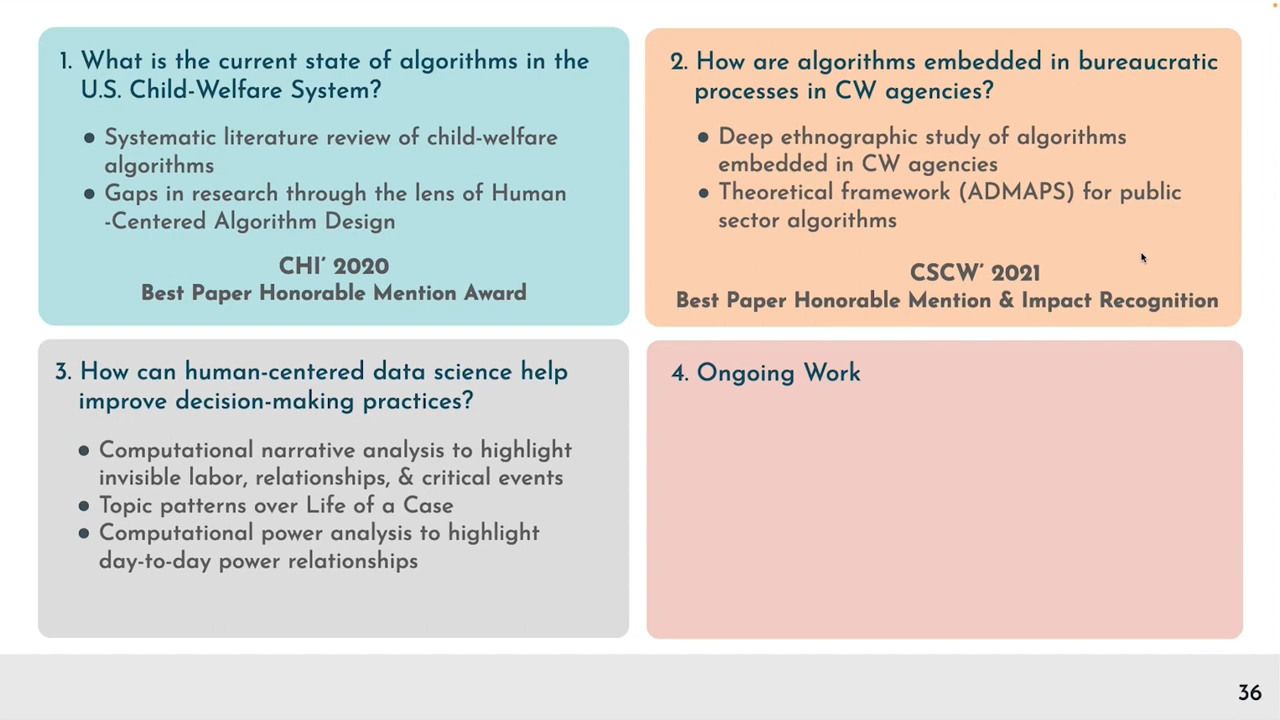 1. What is the current state of algorithms in the
U.S. Child-Welfare System?
● Systematic literature review of child-welfare
algorithms
● Gaps in research through the lens of Human
-Centered Algorithm Design
CHI' 2020
Best Paper Honorable Mention Award
2. How are algorithms embedded in bureaucratic
processes in CW agencies?
● Deep ethnographic study of algorithms
embedded in CW agencies
● Theoretical framework (ADMAPS) for public
sector algorithms
CSCW' 2021
Best Paper Honorable Mention & Impact Recognition
3. How can human-centered data science help
improve decision-making practices?
● Computational narrative analysis to highlight
invisible labor, relationships, & critical events
● Topic patterns over Life of a Case
● Computational power analysis to highlight
day-to-day power relationships
4. Ongoing Work
36